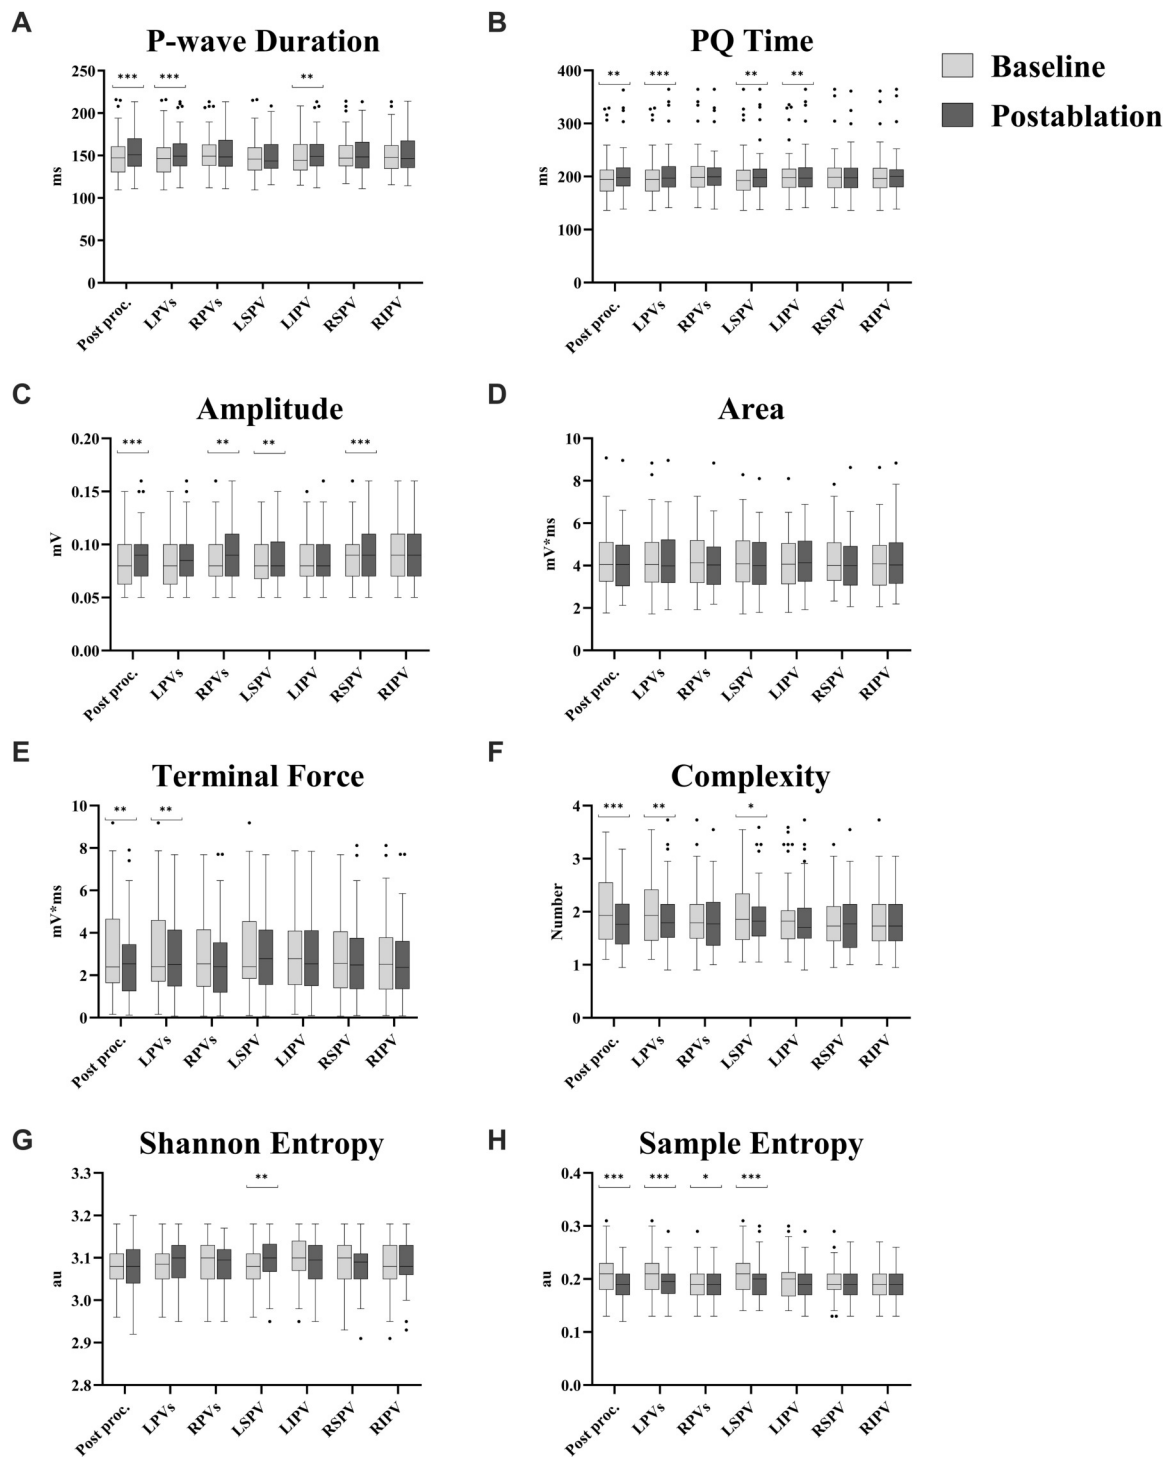 A
P-wave Duration
*** *** **
250
200
150
100
50
0
ms
Post proc. LPVs RPVs LSPV LIPV RSPV RIPV
B
PQ Time
** *** ** **
400
300
200
100
0
ms
Post proc. LPVs RPVs LSPV LIPV RSPV RIPV
Baseline
Postablation
C
Amplitude
*** ** ** ***
0.20
0.15
0.10
0.05
0.00
mV
Post proc. LPVs RPVs LSPV LIPV RSPV RIPV
D
Area
10
8
6
4
2
0
mV*ms
Post proc. LPVs RPVs LSPV LIPV RSPV RIPV
E
Terminal Force
** **
10
8
6
4
2
0
mV*ms
Post proc. LPVs RPVs LSPV LIPV RSPV RIPV
F
Complexity
*** ** *
4
3
2
1
0
Number
Post proc. LPVs RPVs LSPV LIPV RSPV RIPV
G
Shannon Entropy
**
3.3
3.2
3.1
3.0
2.9
2.8
au
Post proc. LPVs RPVs LSPV LIPV RSPV RIPV
H
Sample Entropy
*** *** * ***
0.4
0.3
0.2
0.1
0.0
au
Post proc. LPVs RPVs LSPV LIPV RSPV RIPV